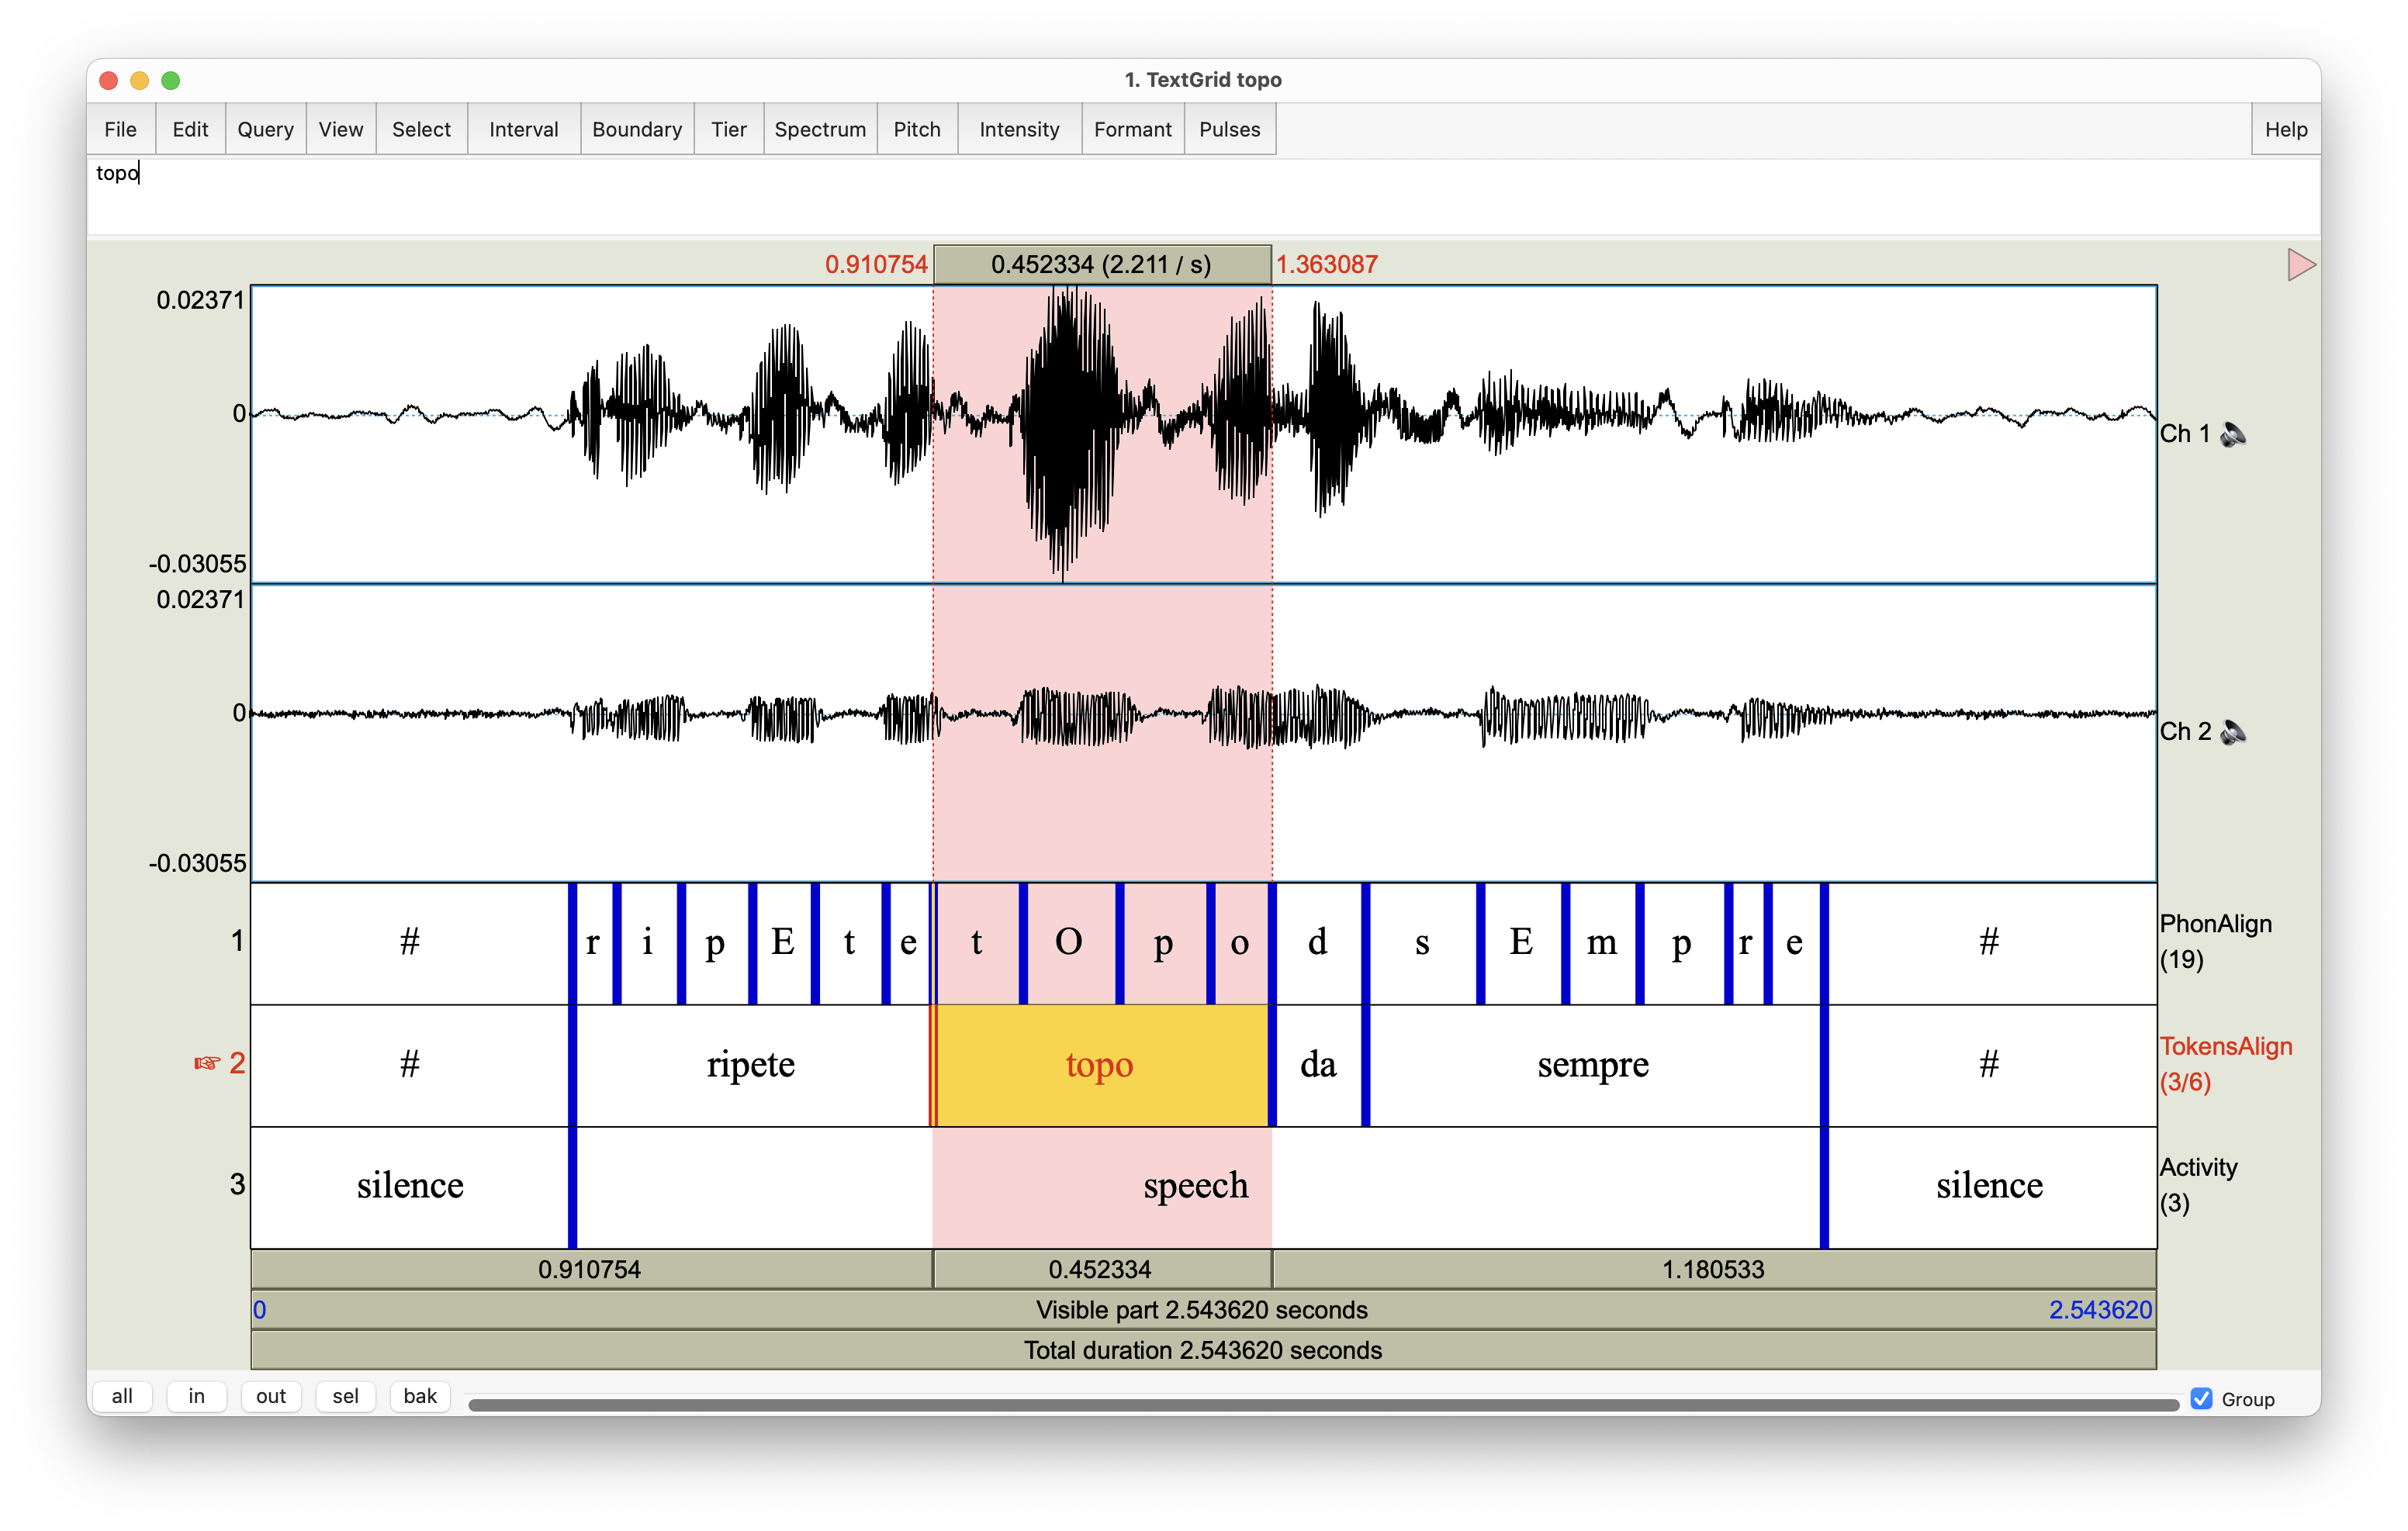 1. TextGrid topo
File Edit Query View Select Interval Boundary Tier Spectrum Pitch Intensity Formant Pulses Help
topo
0.910754 0.452334 (2.211 / s) 1.363087
0.02371
0
-0.03055
Ch 1
0.02371
0
-0.03055
Ch 2
1 # r i p E t e t O p o d s E m p r e # PhonAlign
(19)
2 # ripete topo da sempre # TokensAlign
(3/6)
3 silence speech silence Activity
(3)
0.910754 0.452334 1.180533
0 Visible part 2.543620 seconds 2.543620
Total duration 2.543620 seconds
all in out sel bak Group